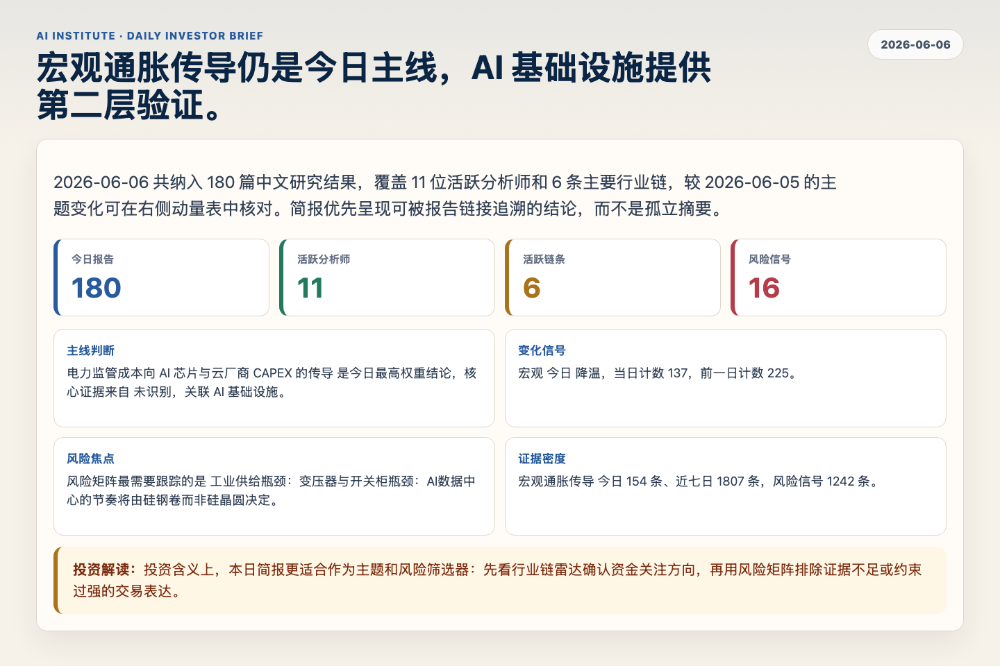 AI INSTITUTE · DAILY INVESTOR BRIEF
2026-06-06
宏观通胀传导仍是今日主线，AI 基础设施提供
第二层验证。
2026-06-06 共纳入 180 篇中文研究结果，覆盖 11 位活跃分析师和 6 条主要行业链，较 2026-06-05 的主
题变化可在右侧动量表中核对。简报优先呈现可被报告链接追溯的结论，而不是孤立摘要。
今日报告
180
活跃分析师
11
活跃链条
6
风险信号
16
主线判断
电力监管成本向 AI 芯片与云厂商 CAPEX 的传导 是今日最高权重结论，核
心证据来自 未识别，关联 AI 基础设施。
变化信号
宏观 今日 降温，当日计数 137，前一日计数 225。
风险焦点
风险矩阵最需要跟踪的是 工业供给瓶颈：变压器与开关柜瓶颈：AI数据中
心的节奏将由硅钢卷而非硅晶圆决定。
证据密度
宏观通胀传导 今日 154 条、近七日 1807 条，风险信号 1242 条。
投资解读：投资含义上，本日简报更适合作为主题和风险筛选器：先看行业链雷达确认资金关注方向，再用风险矩阵排除证据不足或约束
过强的交易表达。